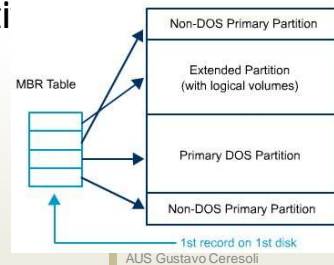 ti
Non-DOS Primary Partition
Extended Partition
(with logical volumes)
MBR Table
Primary DOS Partition
Non-DOS Primary Partition
1st record on 1st disk
AUS Gustavo Ceresoli